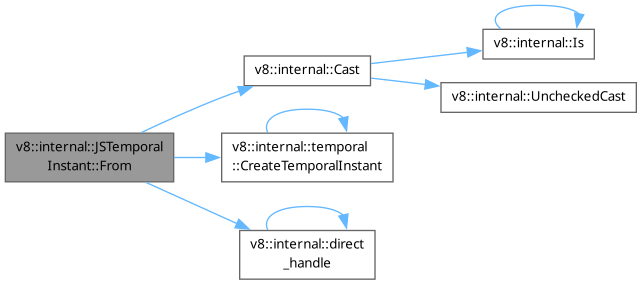 v8::internal::Is
v8::internal::Cast
v8::internal::UncheckedCast
v8::internal::JSTemporal
Instant::From
v8::internal::temporal
::CreateTemporalInstant
v8::internal::direct
_handle